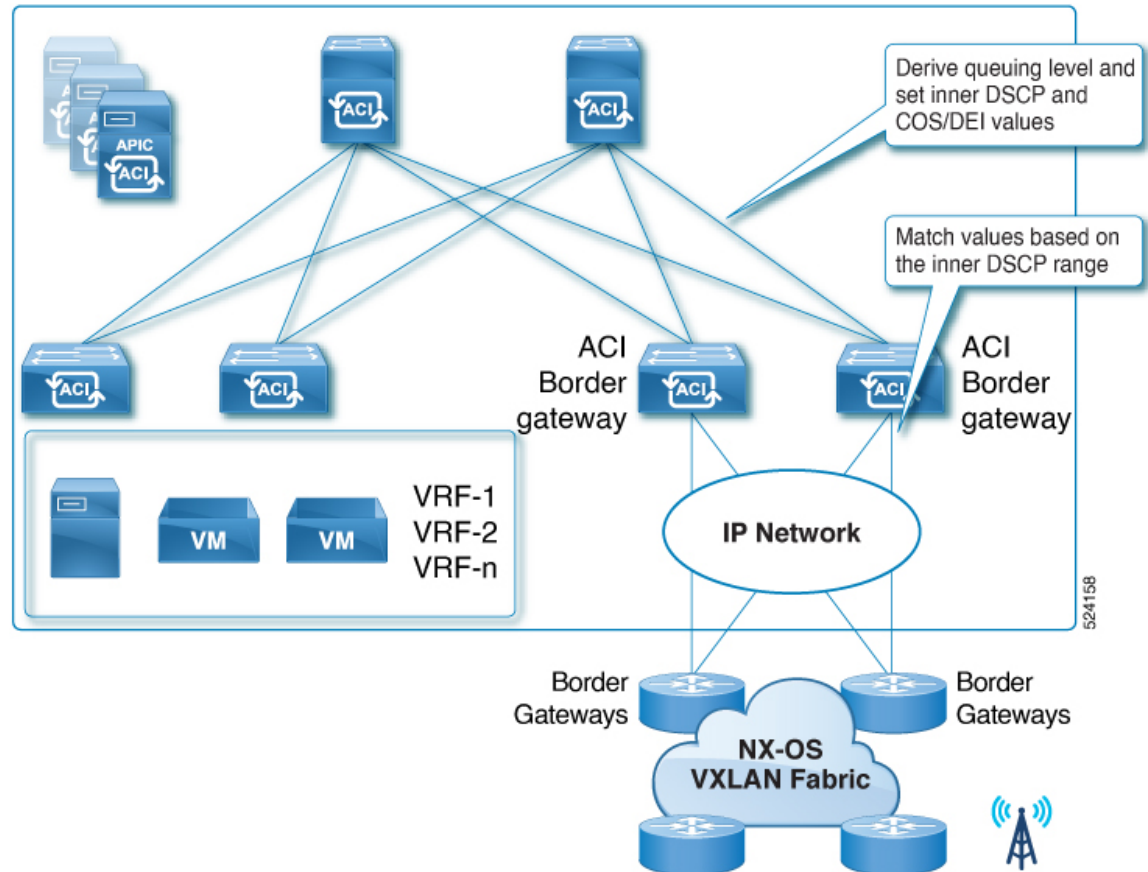 ACI
ACI
Derive queuing level and
set inner DSCP and
COS/DEI values
A
AC
APIC
ACI
Match values based on
the inner DSCP range
ACI
ACI
ACI
Border
gateway
ACI
ACI
ACI
Border
gateway
VM
VM
VRF-1
VRF-2
VRF-n
IP Network
524158
Border
Gateways
Border
Gateways
NX-OS
VXLAN Fabric